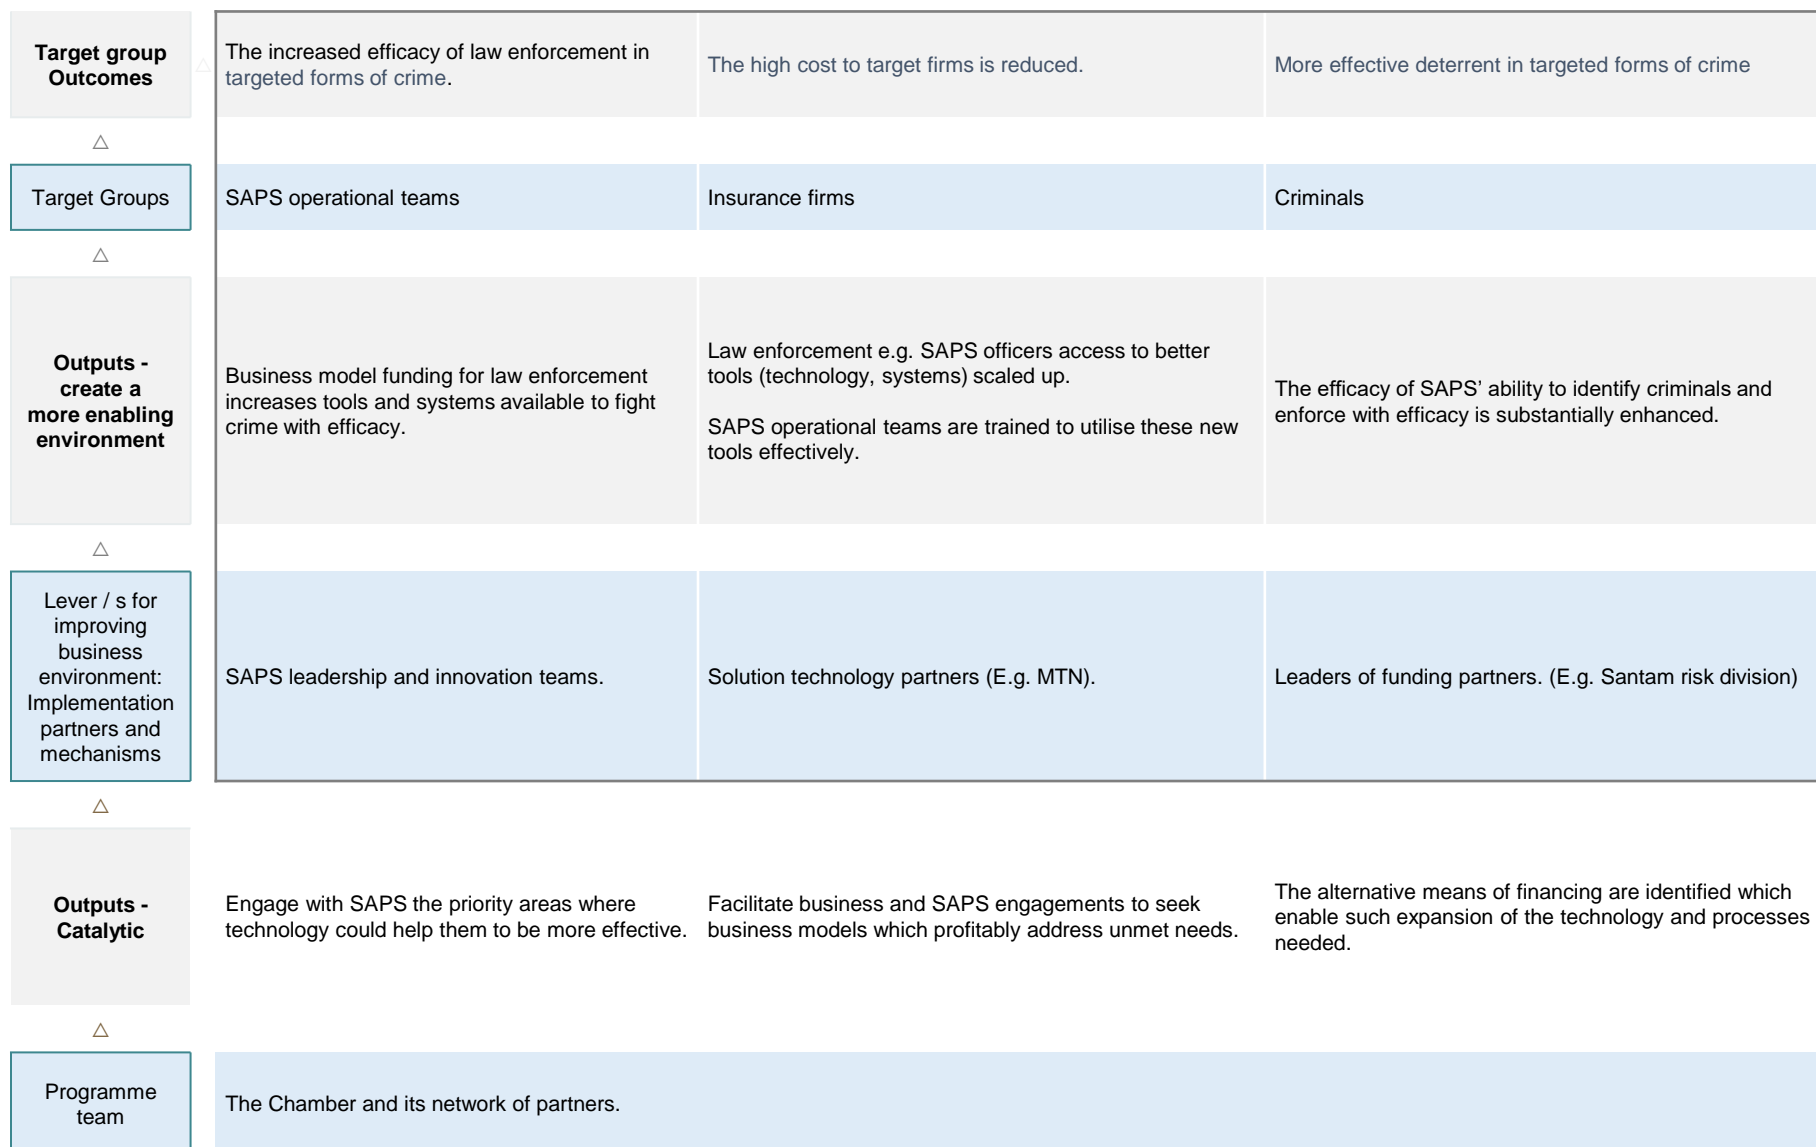 Target group
Outcomes
The increased efficacy of law enforcement in
targeted forms of crime.
The high cost to target firms is reduced.
More effective deterrent in targeted forms of crime
Target Groups
SAPS operational teams
Insurance firms
Criminals
Outputs -
create a
more enabling
environment
Business model funding for law enforcement
increases tools and systems available to fight
crime with efficacy.
Law enforcement e.g. SAPS officers access to better
tools (technology, systems) scaled up.
SAPS operational teams are trained to utilise these new
tools effectively.
The efficacy of SAPS’ ability to identify criminals and
enforce with efficacy is substantially enhanced.
Lever / s for
improving
business
environment:
Implementation
partners and
mechanisms
SAPS leadership and innovation teams.
Solution technology partners (E.g. MTN).
Leaders of funding partners. (E.g. Santam risk division)
Outputs -
Catalytic
Engage with SAPS the priority areas where
technology could help them to be more effective.
Facilitate business and SAPS engagements to seek
business models which profitably address unmet needs.
The alternative means of financing are identified which
enable such expansion of the technology and processes
needed.
Programme
team
The Chamber and its network of partners.